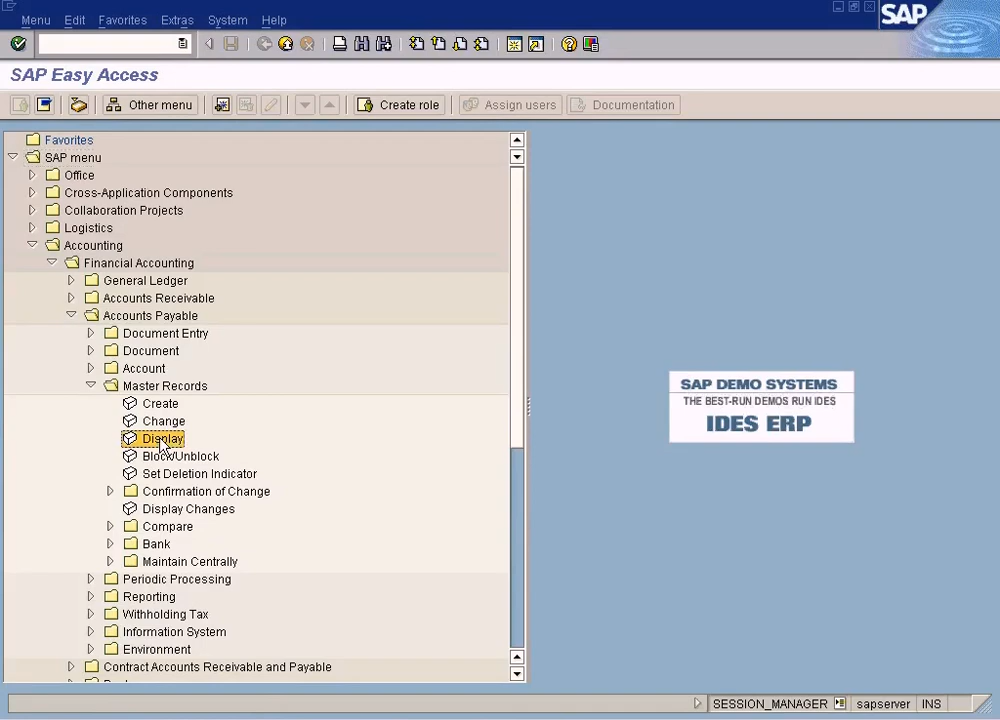 Menu Edit Favorites Extras System Help
SAP
SAP Easy Access
Other menu Create role Assign users Documentation
Favorites
SAP menu
Office
Cross-Application Components
Collaboration Projects
Logistics
Accounting
Financial Accounting
General Ledger
Accounts Receivable
Accounts Payable
Document Entry
Document
Account
Master Records
Create
Change
Display
Block/Unblock
Set Deletion Indicator
Confirmation of Change
Display Changes
Compare
Bank
Maintain Centrally
Periodic Processing
Reporting
Withholding Tax
Information System
Environment
Contract Accounts Receivable and Payable
SAP DEMO SYSTEMS
THE BEST-RUN DEMOS RUN IDES
IDES ERP
SESSION_MANAGER sapserver INS